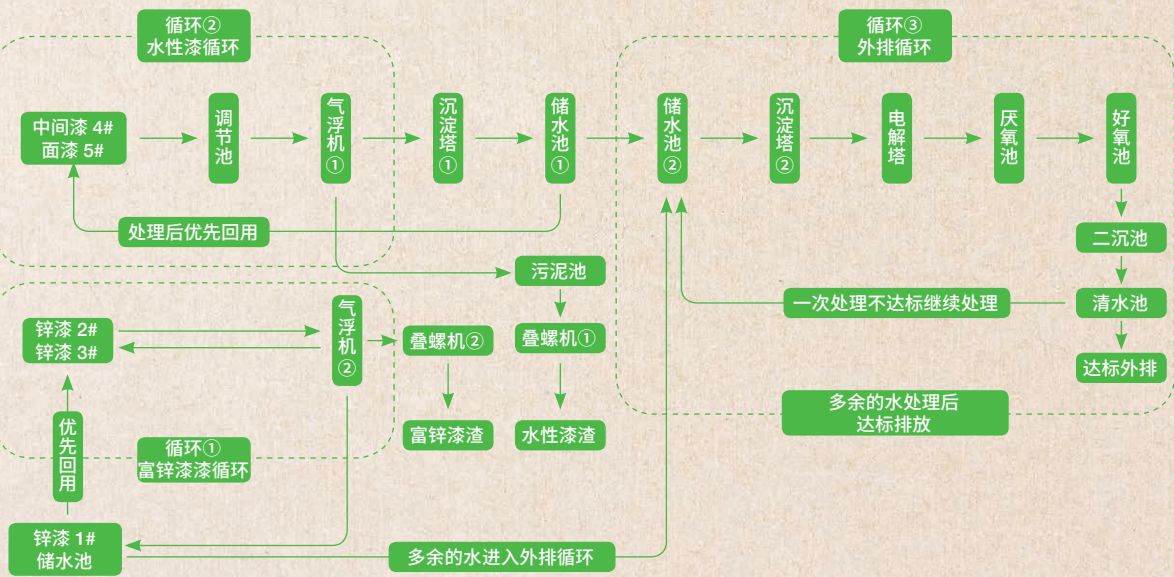 循环②
水性漆循环
循环③
外排循环
中间漆 4#
面漆 5#
调节池
气浮机①
沉淀塔①
储水池①
储水池②
沉淀塔②
电解塔
厌氧池
好氧池
处理后优先回用
二沉池
污泥池
一次处理不达标继续处理
清水池
锌漆 2#
锌漆 3#
气浮机②
叠螺机②
叠螺机①
达标外排
多余的水处理后
达标排放
优先回用
富锌漆渣
水性漆渣
循环①
富锌漆漆循环
锌漆 1#
储水池
多余的水进入外排循环